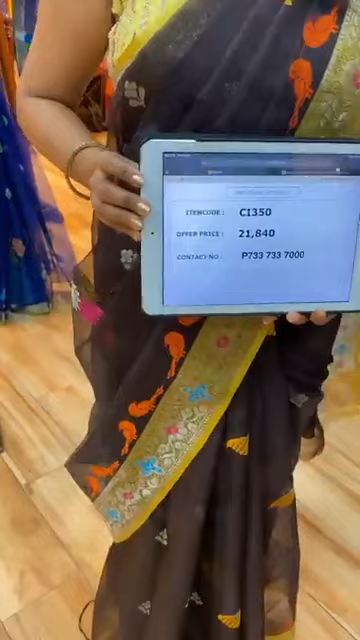 ITEMCODE : CI350
OFFER PRICE : 21,840
CONTACT NO : P733 733 7000